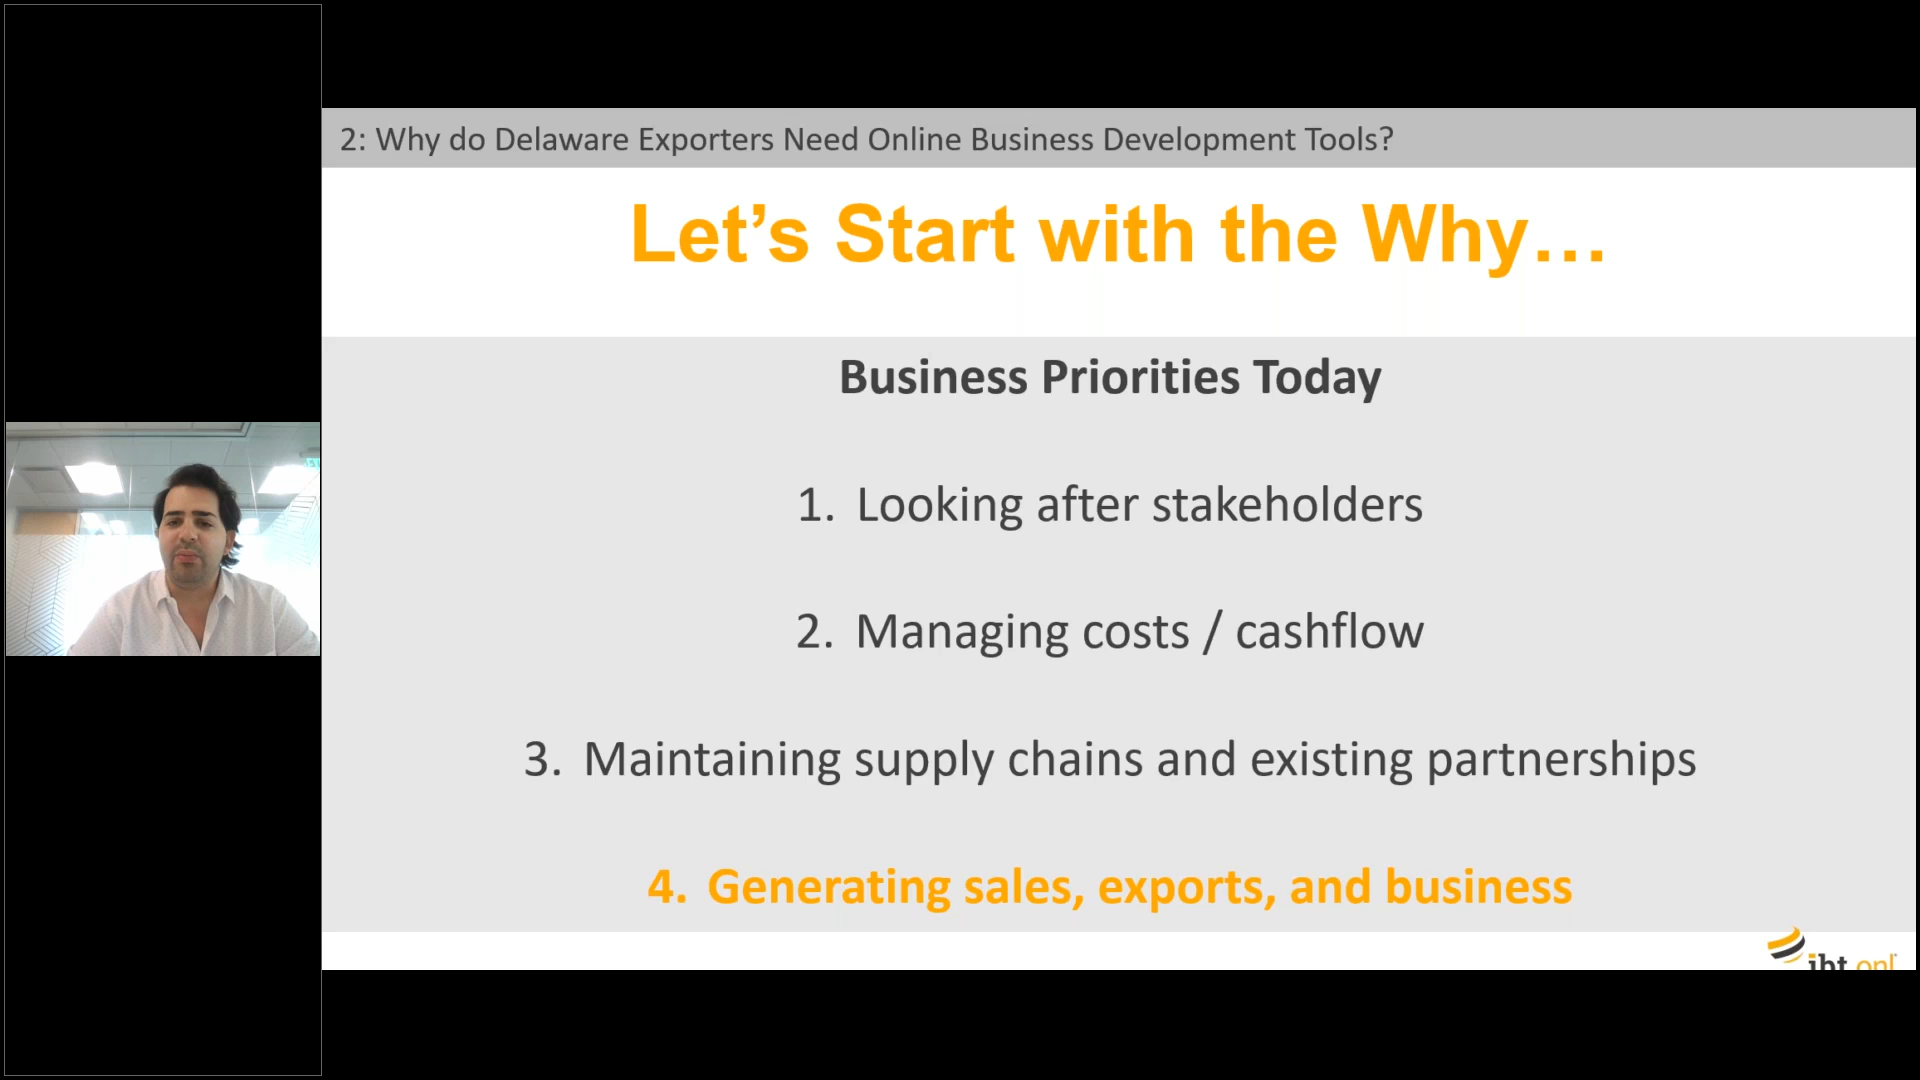 2: Why do Delaware Exporters Need Online Business Development Tools?
Let’s Start with the Why…
Business Priorities Today
1. Looking after stakeholders
2. Managing costs / cashflow
3. Maintaining supply chains and existing partnerships
4. Generating sales, exports, and business
ibt onl